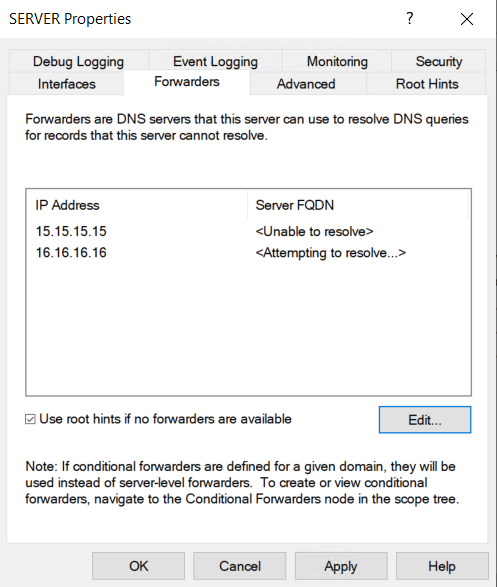 SERVER Properties
?
Debug Logging
Event Logging
Monitoring
Security
Interfaces
Forwarders
Advanced
Root Hints
Forwarders are DNS servers that this server can use to resolve DNS queries
for records that this server cannot resolve.
IP Address
Server FQDN
15.15.15.15
<Unable to resolve>
16.16.16.16
<Attempting to resolve...>
Use root hints if no forwarders are available
Edit...
Note: If conditional forwarders are defined for a given domain, they will be
used instead of server-level forwarders.  To create or view conditional
forwarders, navigate to the Conditional Forwarders node in the scope tree.
OK
Cancel
Apply
Help